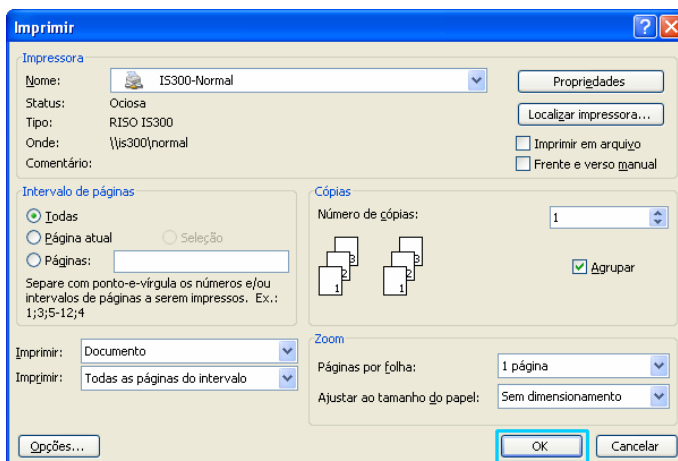 Imprimir
Impressora
Nome: IS300-Normal Propriedades
Status: Ociosa
Tipo: RISO IS300 Localizar impressora...
Onde: \\is300\normal Imprimir em arquivo
Comentário: Frente e verso manual
Intervalo de páginas
Todas
Página atual Seleção
Páginas:
Separe com ponto-e-vírgula os números e/ou
intervalos de páginas a serem impressos. Ex.:
1;3;5-12;4
Cópias
Número de cópias: 1
3 3
2 2
1 1
Agrupar
Imprimir: Documento
Imprimir: Todas as páginas do intervalo
Zoom
Páginas por folha: 1 página
Ajustar ao tamanho do papel: Sem dimensionamento
Opções... OK Cancelar